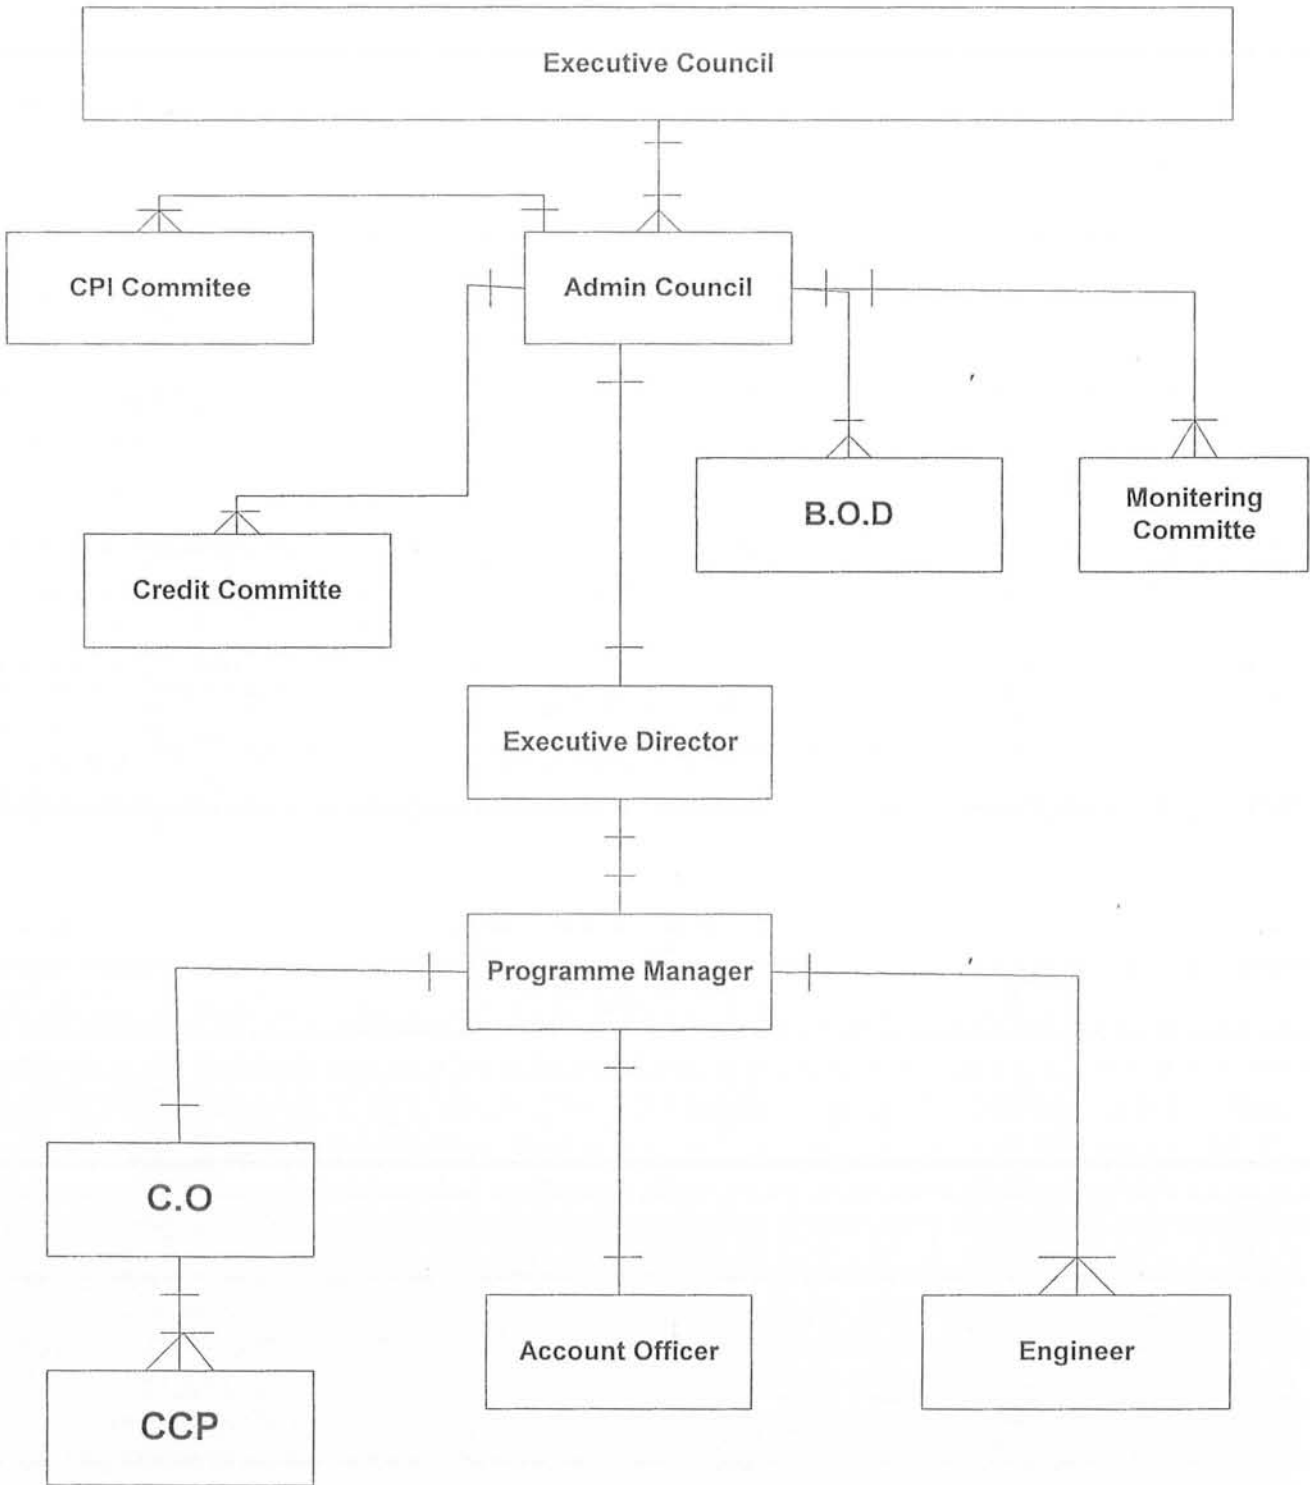 Executive Council
CPI Commitee
Admin Council
B.O.D
Monitering
Committe
Credit Committe
Executive Director
Programme Manager
C.O
Account Officer
Engineer
CCP